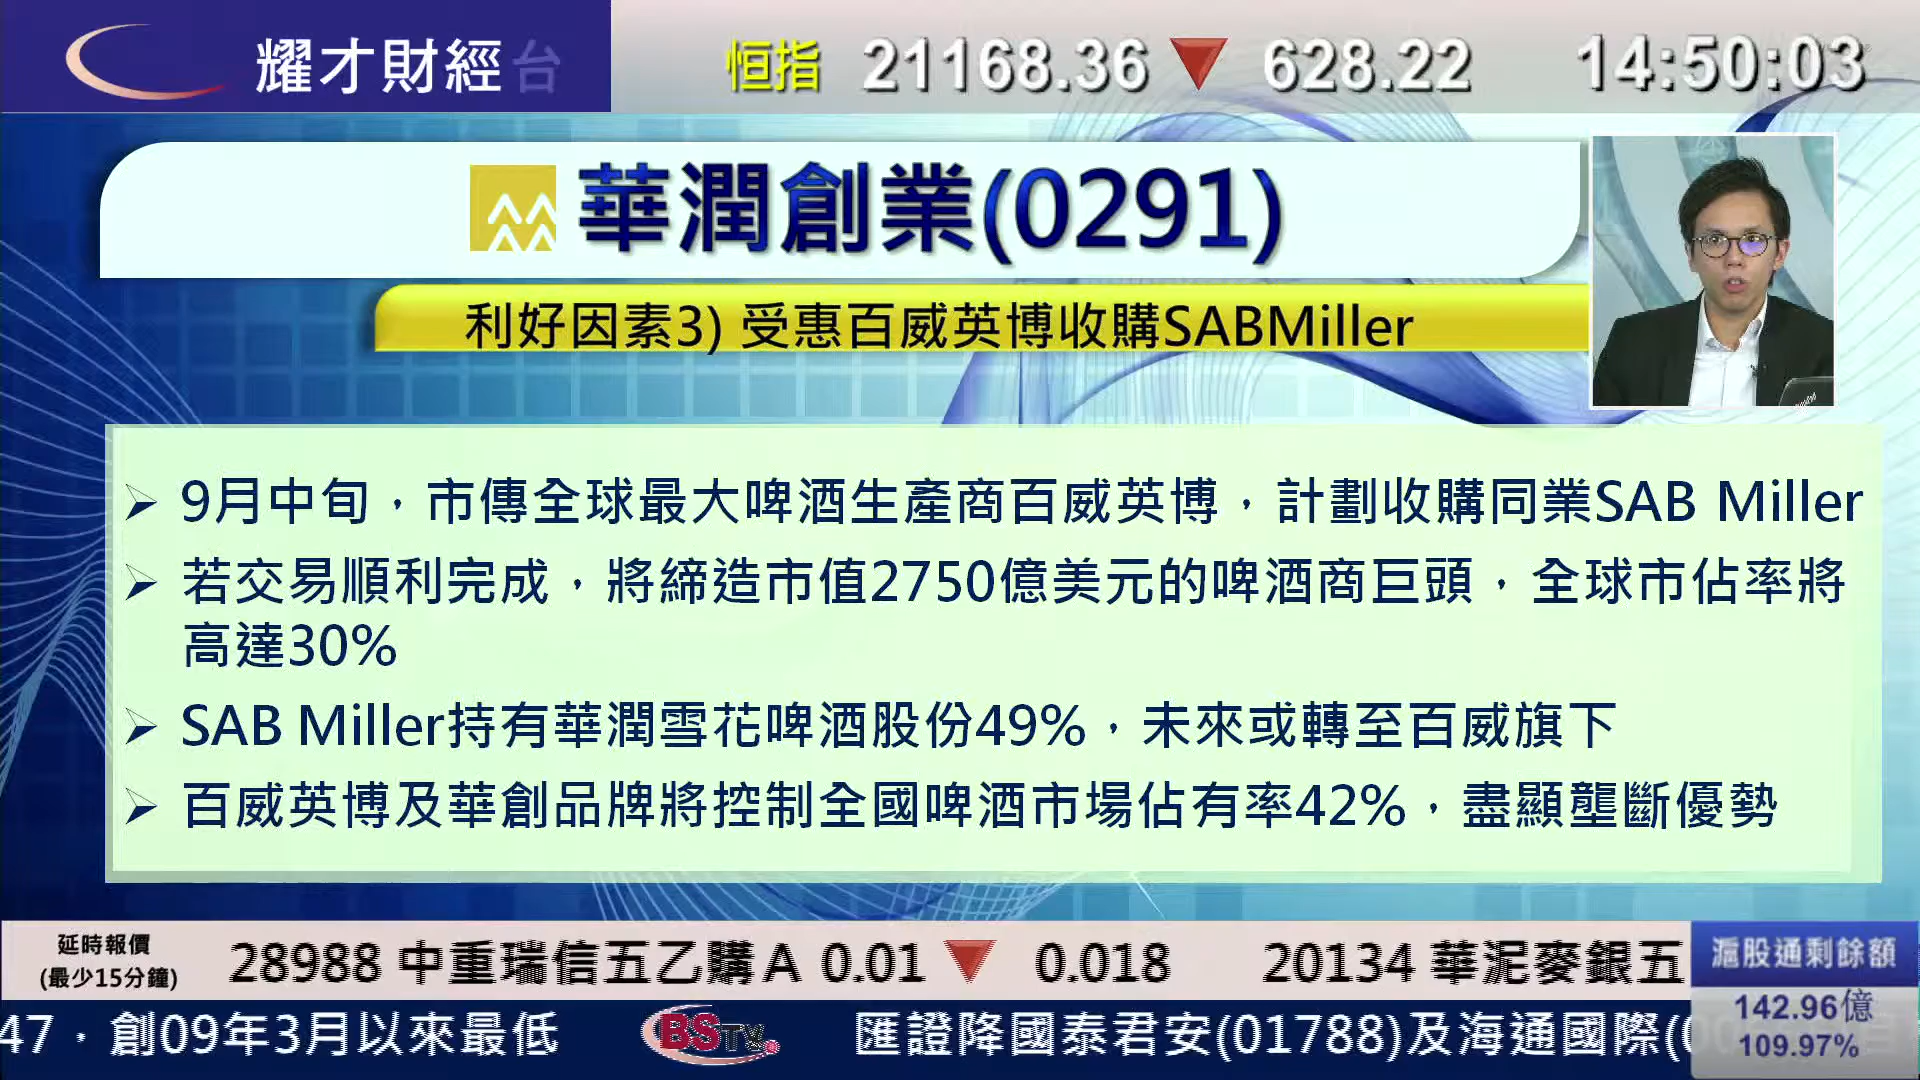 耀才財經台
恒指 21168.36 ▼ 628.22 14:50:03
華潤創業(0291)
利好因素3) 受惠百威英博收購SABMiller
➢ 9月中旬，市傳全球最大啤酒生產商百威英博，計劃收購同業SAB Miller
➢ 若交易順利完成，將締造市值2750億美元的啤酒商巨頭，全球市佔率將
高達30%
➢ SAB Miller持有華潤雪花啤酒股份49%，未來或轉至百威旗下
➢ 百威英博及華創品牌將控制全國啤酒市場佔有率42%，盡顯壟斷優勢
延時報價
(最少15分鐘)
28988 中重瑞信五乙購A 0.01 ▼ 0.018 20134 華泥麥銀五
滬股通剩餘額
142.96億
109.97%
47．創09年3月以來最低 BSTV 匯證降國泰君安(01788)及海通國際(